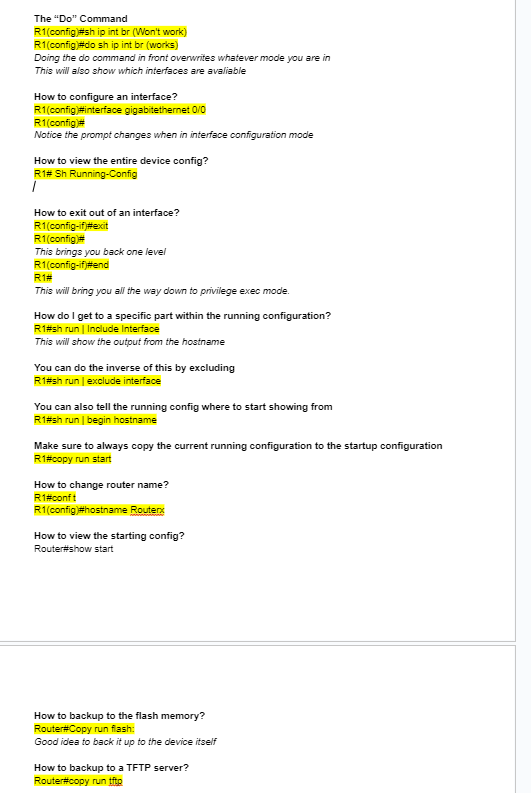 The “Do” Command
R1(config)#sh ip int br (Won't work)
R1(config)#do sh ip int br (works)
Doing the do command in front overwrites whatever mode you are in
This will also show which interfaces are avaliable
How to configure an interface?
R1(config)#interface gigabitethernet 0/0
R1(config)#
Notice the prompt changes when in interface configuration mode
How to view the entire device config?
R1# Sh Running-Config
How to exit out of an interface?
R1(config-if)#exit
R1(config)#
This brings you back one level
R1(config-if)#end
R1#
This will bring you all the way down to privilege exec mode.
How do I get to a specific part within the running configuration?
R1#sh run | Include Interface
This will show the output from the hostname
You can do the inverse of this by excluding
R1#sh run | exclude interface
You can also tell the running config where to start showing from
R1#sh run | begin hostname
Make sure to always copy the current running configuration to the startup configuration
R1#copy run start
How to change router name?
R1#conf t
R1(config)#hostname Routerx
How to view the starting config?
Router#show start
How to backup to the flash memory?
Router#Copy run flash:
Good idea to back it up to the device itself
How to backup to a TFTP server?
Router#copy run tftp